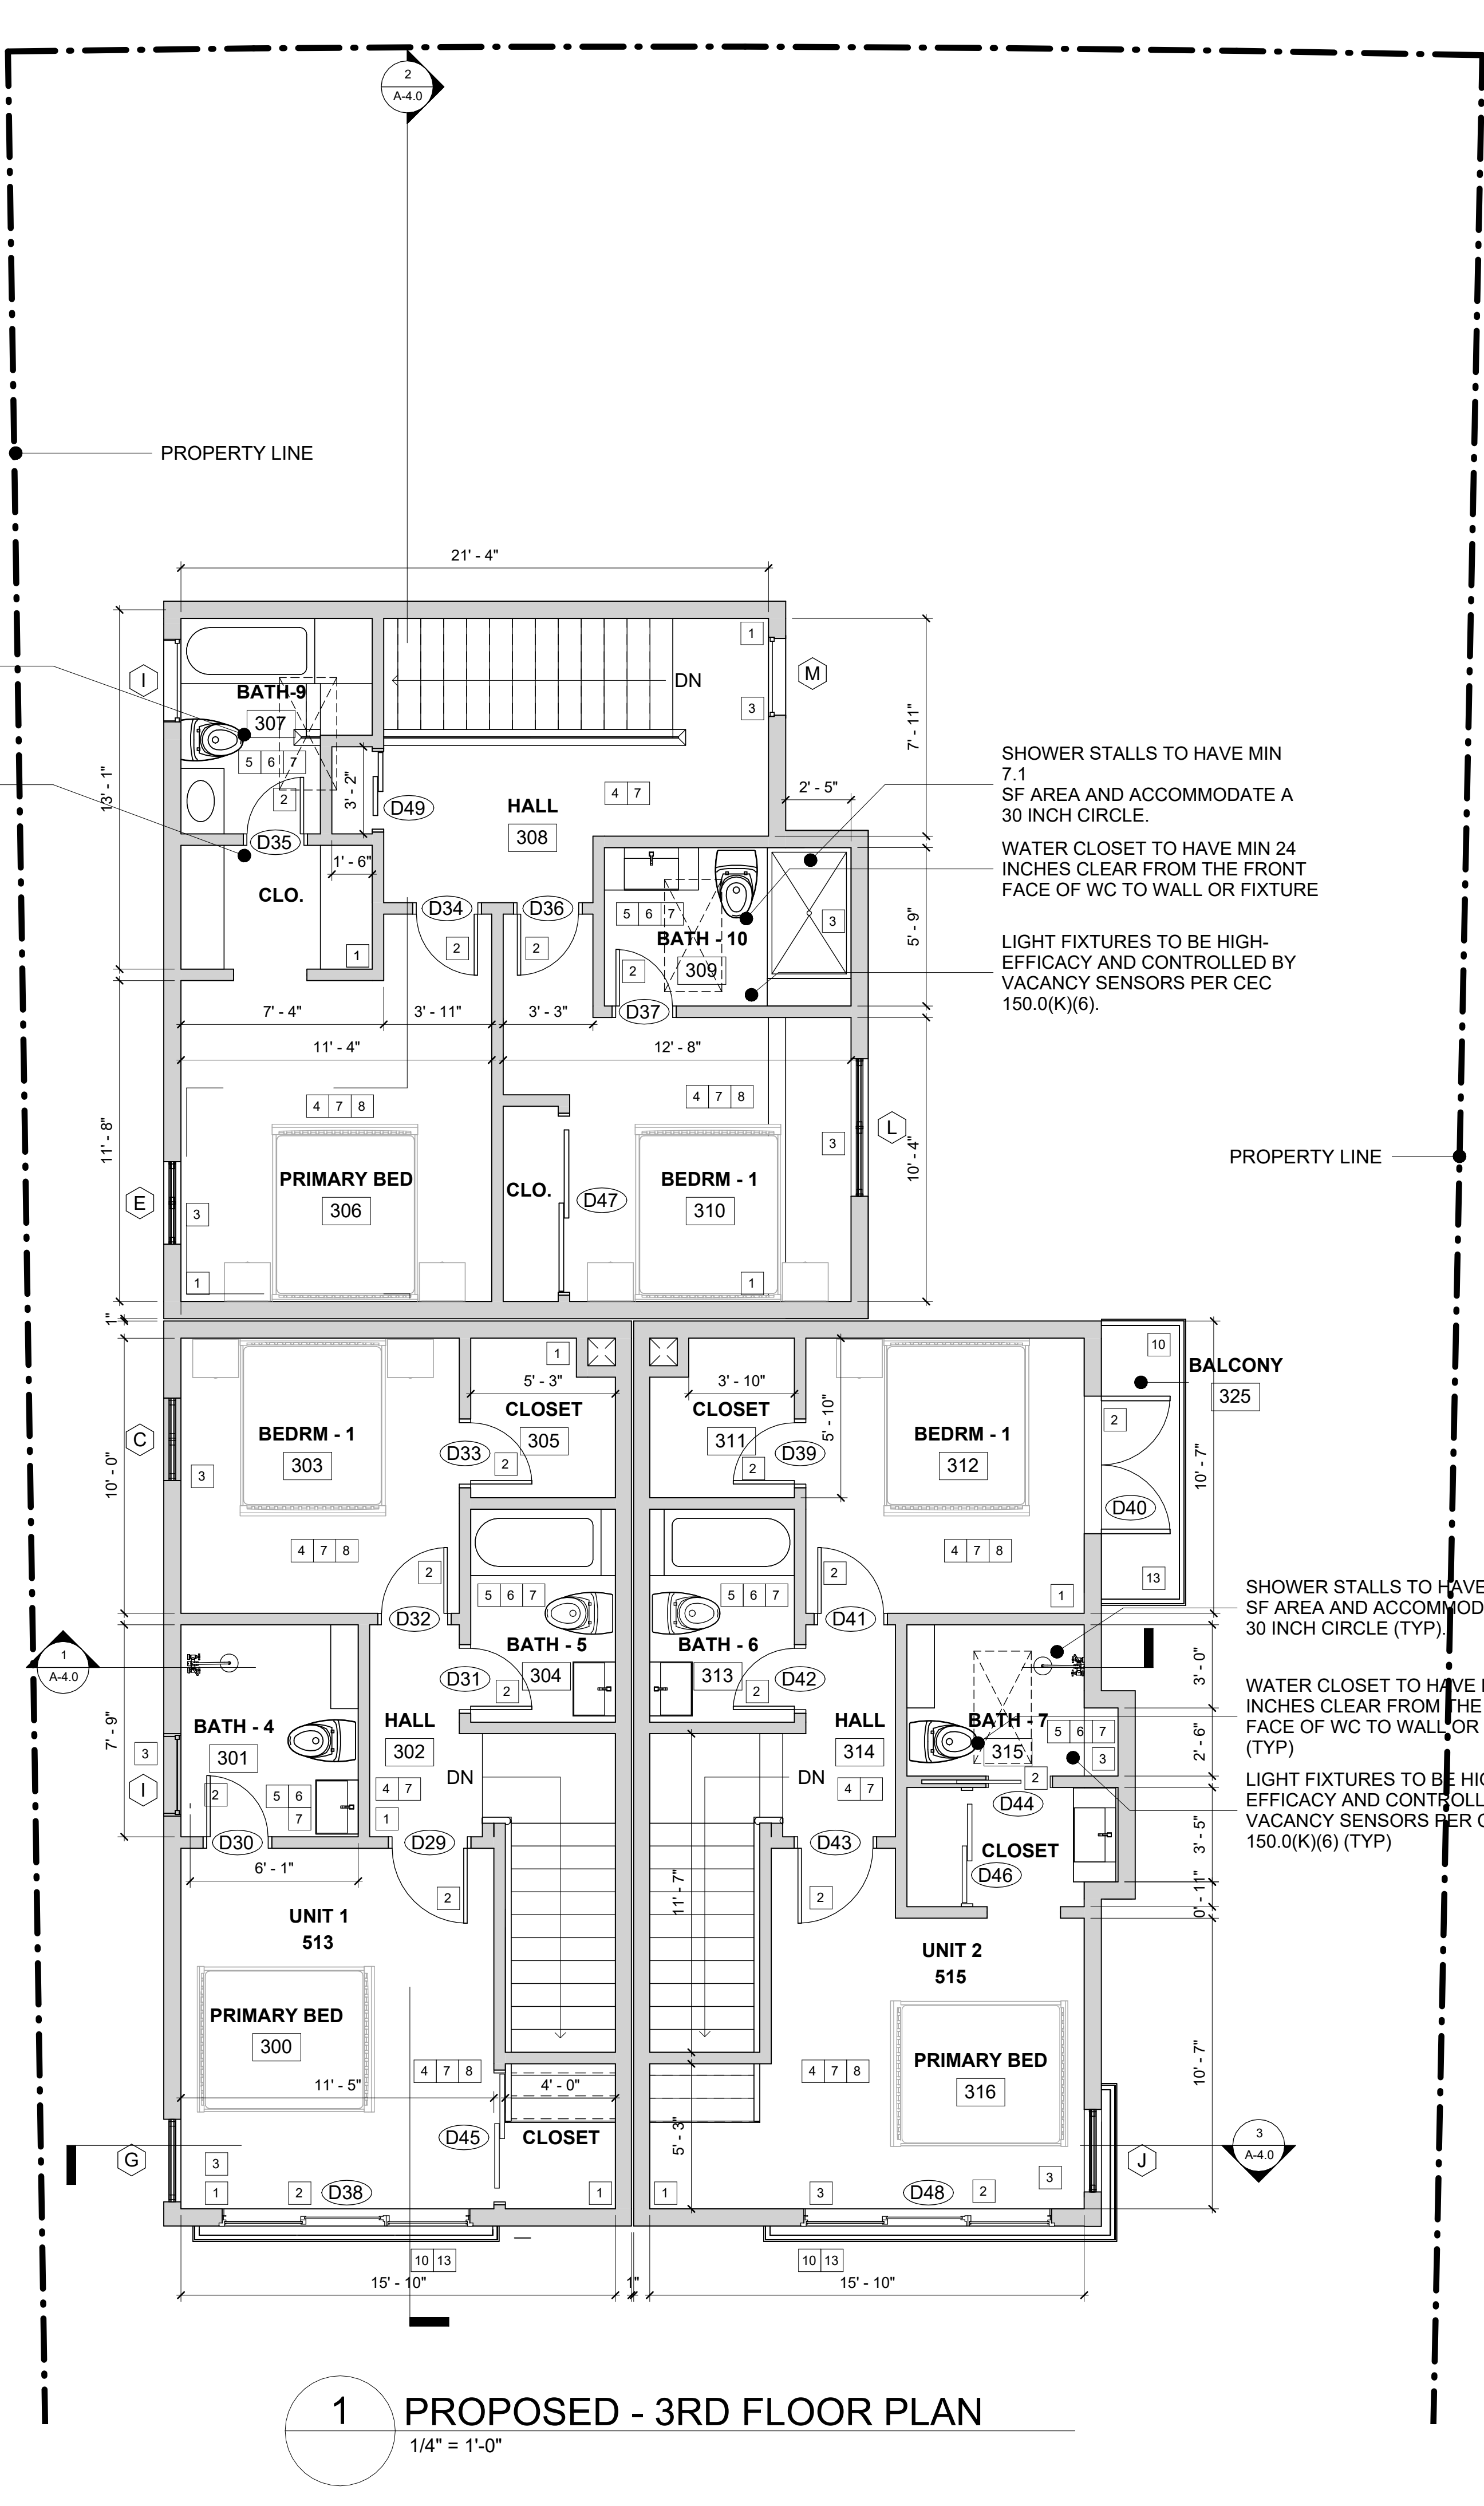 2
A-4.0
PROPERTY LINE
21' - 4"
I
BATH-9
307
5 6 7
2
D35
13' - 1"
3' - 2"
D49
1' - 6"
CLO.
1
DN
1
3
M
HALL
308
4 7
7' - 11"
2' - 5"
SHOWER STALLS TO HAVE MIN
7.1
SF AREA AND ACCOMMODATE A
30 INCH CIRCLE.
WATER CLOSET TO HAVE MIN 24
INCHES CLEAR FROM THE FRONT
FACE OF WC TO WALL OR FIXTURE
LIGHT FIXTURES TO BE HIGH-
EFFICACY AND CONTROLLED BY
VACANCY SENSORS PER CEC
150.0(K)(6).
D34
2
D36
2
5 6 7
BATH - 10
309
2
D37
3
5' - 9"
7' - 4"
3' - 11"
3' - 3"
11' - 4"
12' - 8"
11' - 8"
4 7 8
PRIMARY BED
306
E
3
1
CLO.
D47
4 7 8
BEDRM - 1
310
3
1
L
10' - 4"
PROPERTY LINE
1"
10' - 0"
C
BEDRM - 1
303
3
4 7 8
1
5' - 3"
CLOSET
305
D33
2
3' - 10"
CLOSET
311
2
D39
5' - 10"
BEDRM - 1
312
4 7 8
1
10
BALCONY
325
2
D40
13
10' - 7"
2
D32
5 6 7
BATH - 5
304
D31
2
5 6 7
BATH - 6
313
D42
2
2
D41
SHOWER STALLS TO HAVE
SF AREA AND ACCOMMOD
30 INCH CIRCLE (TYP).
WATER CLOSET TO HAVE
INCHES CLEAR FROM THE
FACE OF WC TO WALL OR
(TYP)
LIGHT FIXTURES TO BE HIG
EFFICACY AND CONTROLL
VACANCY SENSORS PER C
150.0(K)(6) (TYP)
1
A-4.0
7' - 9"
3
I
BATH - 4
301
2
5 6
7
D30
6' - 1"
HALL
302
4 7
1
D29
2
DN
DN
HALL
314
4 7
D43
2
BATH - 7
315
5 6 7
3
2
D44
CLOSET
D46
3' - 0"
2' - 6"
3' - 5"
0' - 11"
11' - 7"
UNIT 1
513
PRIMARY BED
300
4 7 8
11' - 5"
4' - 0"
D45
CLOSET
G
3
1
2
D38
1
5' - 3"
1
UNIT 2
515
PRIMARY BED
316
4 7 8
10' - 7"
3
D48
2
3
J
3
A-4.0
10 13
10 13
15' - 10"
1"
15' - 10"
1
PROPOSED - 3RD FLOOR PLAN
1/4" = 1'-0"